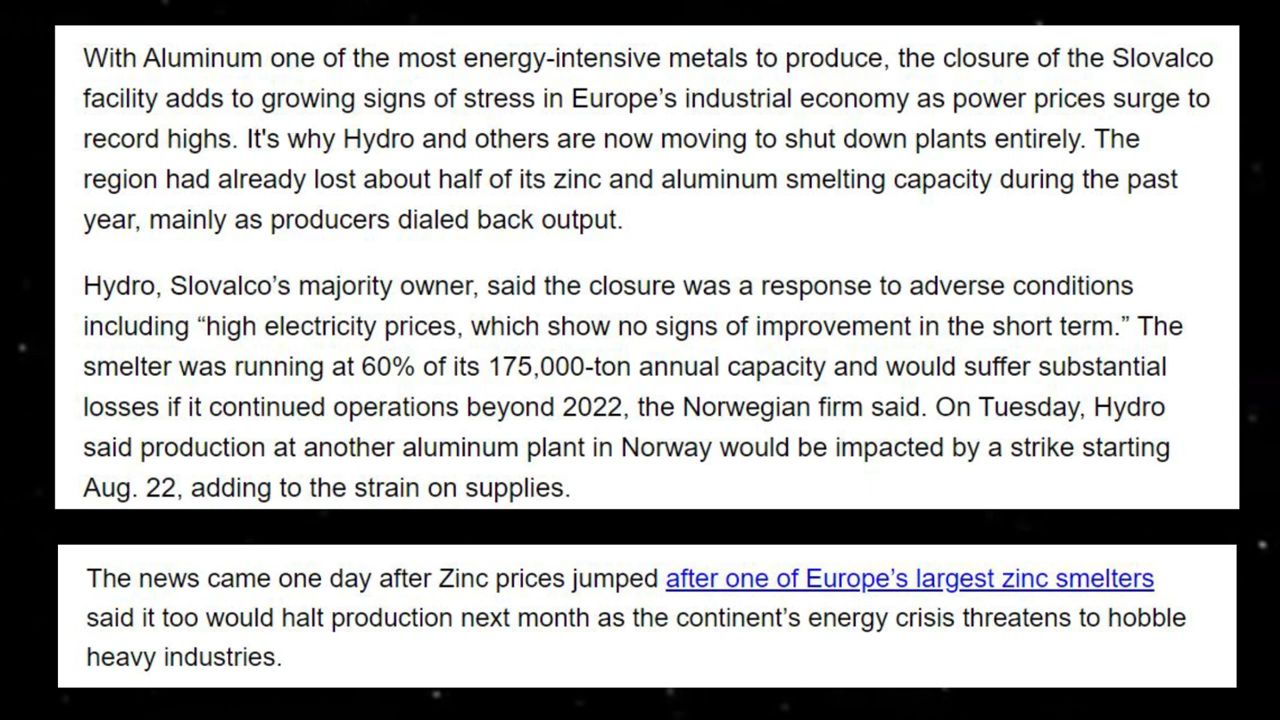 With Aluminum one of the most energy-intensive metals to produce, the closure of the Slovalco
facility adds to growing signs of stress in Europe’s industrial economy as power prices surge to
record highs. It's why Hydro and others are now moving to shut down plants entirely. The
region had already lost about half of its zinc and aluminum smelting capacity during the past
year, mainly as producers dialed back output.
Hydro, Slovalco’s majority owner, said the closure was a response to adverse conditions
including “high electricity prices, which show no signs of improvement in the short term.” The
smelter was running at 60% of its 175,000-ton annual capacity and would suffer substantial
losses if it continued operations beyond 2022, the Norwegian firm said. On Tuesday, Hydro
said production at another aluminum plant in Norway would be impacted by a strike starting
Aug. 22, adding to the strain on supplies.
The news came one day after Zinc prices jumped after one of Europe’s largest zinc smelters
said it too would halt production next month as the continent’s energy crisis threatens to hobble
heavy industries.